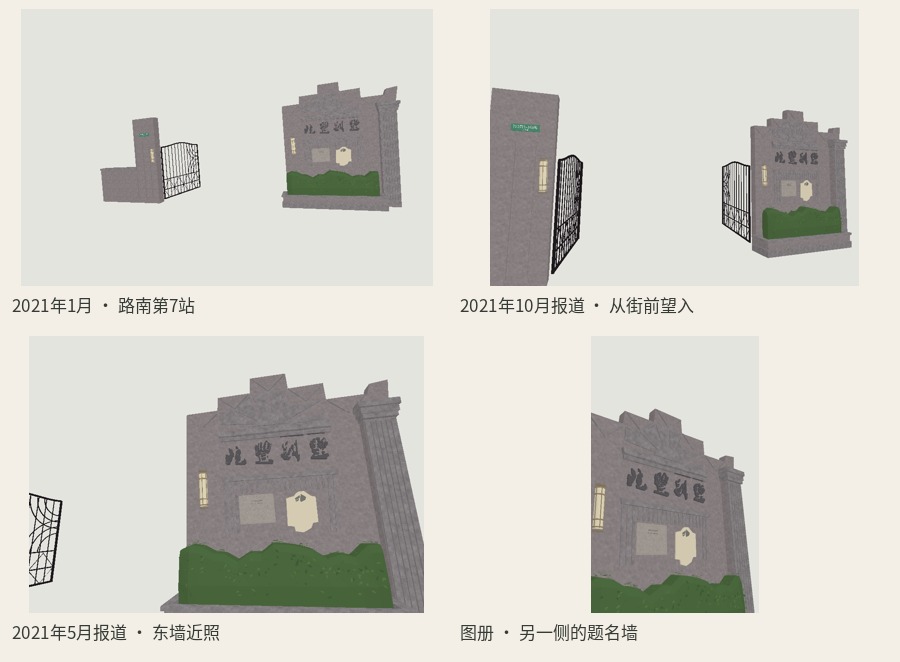 2021年1月 · 路南第7站
2021年10月报道 · 从街前望入
2021年5月报道 · 东墙近照
图册 · 另一侧的题名墙